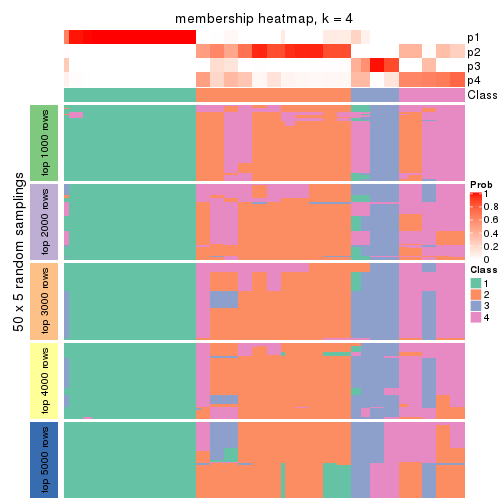 membership heatmap, k = 4
p1
p2
p3
p4
Class
50 x 5 random samplings
top 1000 rows
top 2000 rows
top 3000 rows
top 4000 rows
top 5000 rows
Prob
1
0.8
0.6
0.4
0.2
0
Class
1
2
3
4